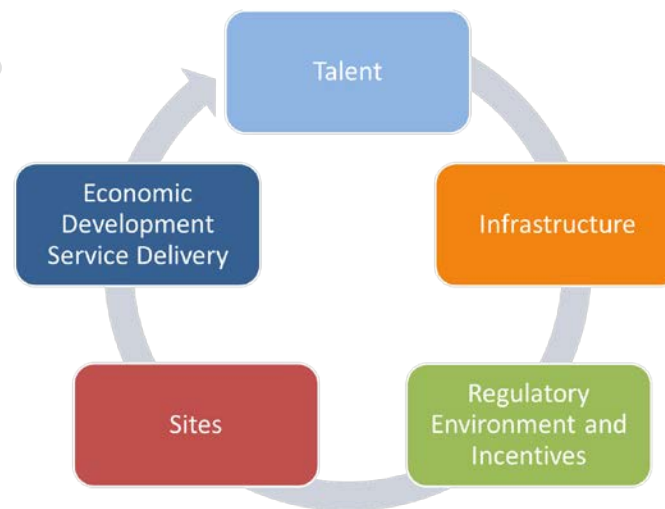 Talent
Infrastructure
Regulatory
Environment and
Incentives
Sites
Economic
Development
Service Delivery